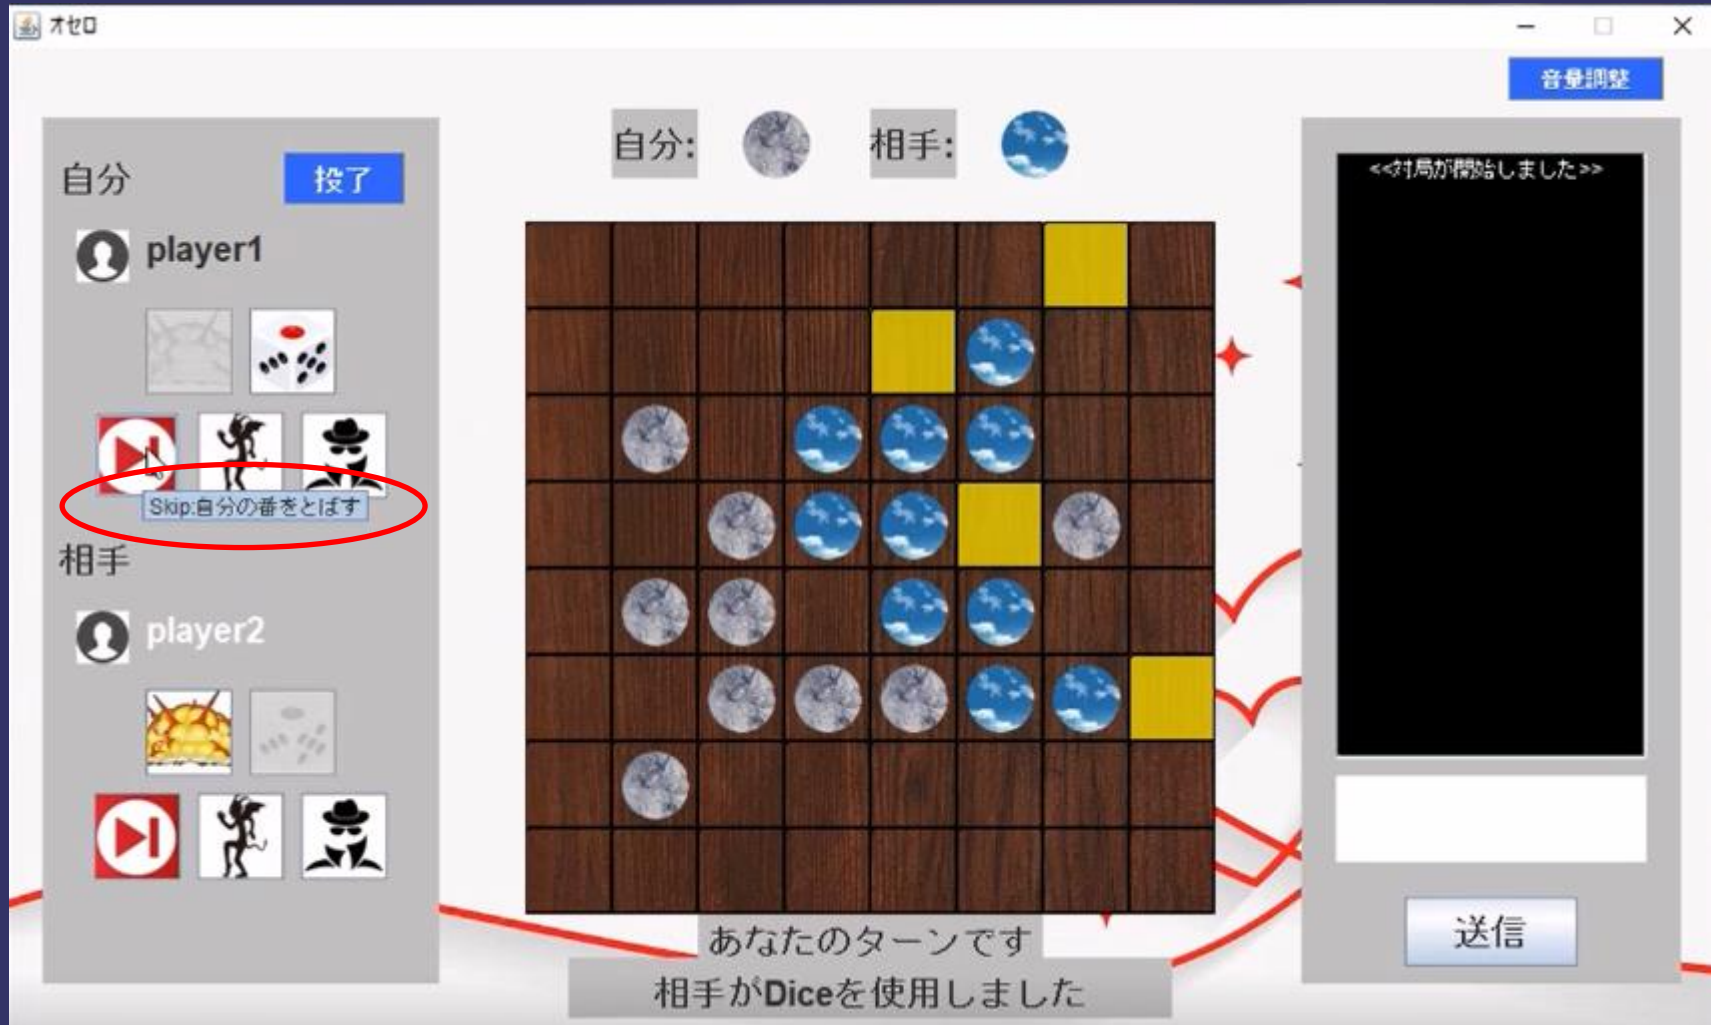 オセロ
音量調整
自分: 相手:
自分 投了
player1
Skip:自分の番をとばす
相手
player2
<<対局が開始しました>>
送信
あなたのターンです
相手がDiceを使用しました